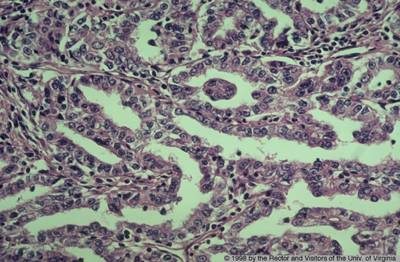 © 1998 by the Rector and Visitors of the Univ. of Virginia